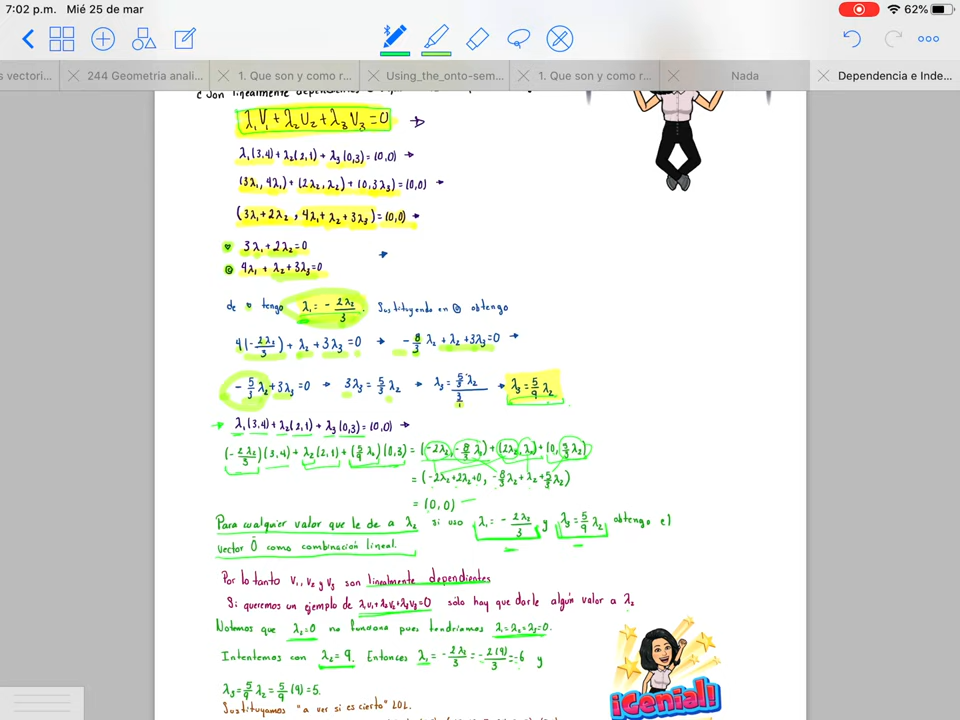 7:02 p.m. Mié 25 de mar 62%
s vectori... 244 Geometria anali... 1. Que son y como r... Using_the_onto-sem... 1. Que son y como r... Nada Dependencia e Inde...
¿Son linealmente dependientes
λ₁V₁ + λ₂V₂ + λ₃V₃ = 0 →
λ₁(3,4) + λ₂(2,1) + λ₃(0,3) = (0,0) →
(3λ₁, 4λ₁) + (2λ₂, λ₂) + (0, 3λ₃) = (0,0) →
(3λ₁ + 2λ₂, 4λ₁ + λ₂ + 3λ₃) = (0,0) →
3λ₁ + 2λ₂ = 0 →
4λ₁ + λ₂ + 3λ₃ = 0
de tengo λ₁ = - 2λ₂/3. Sustituyendo en obtengo
4(-2λ₂/3) + λ₂ + 3λ₃ = 0 → -8/3 λ₂ + λ₂ + 3λ₃ = 0 →
-5/3 λ₂ + 3λ₃ = 0 → 3λ₃ = 5/3 λ₂ → λ₃ = 5/3 λ₂ / 3/1 → λ₃ = 5/9 λ₂
→ λ₁(3,4) + λ₂(2,1) + λ₃(0,3) = (0,0) →
(-2λ₂/3)(3,4) + λ₂(2,1) + (5/9 λ₂)(0,3) = (-2λ₂, -8/3 λ₂) + (2λ₂, λ₂) + (0, 5/3 λ₂)
= (-2λ₂ + 2λ₂ + 0, -8/3 λ₂ + λ₂ + 5/3 λ₂)
= (0,0)
Para cualquier valor que le de a λ₂ si uso λ₁ = - 2λ₂/3 y λ₃ = 5/9 λ₂ obtengo el
vector 0 como combinación lineal.
Por lo tanto V₁, V₂ y V₃ son linealmente dependientes
Si queremos un ejemplo de λ₁V₁ + λ₂V₂ + λ₃V₃ = 0 sólo hay que darle algún valor a λ₂
Notemos que λ₂ = 0 no funciona pues tendriamos λ₁ = λ₂ = λ₃ = 0.
Intentemos con λ₂ = 9. Entonces λ₁ = - 2λ₂/3 = - 2(9)/3 = -6 y
λ₃ = 5/9 λ₂ = 5/9 (9) = 5.
Sustituyamos "a ver si es cierto" LOL.
¡Genial!